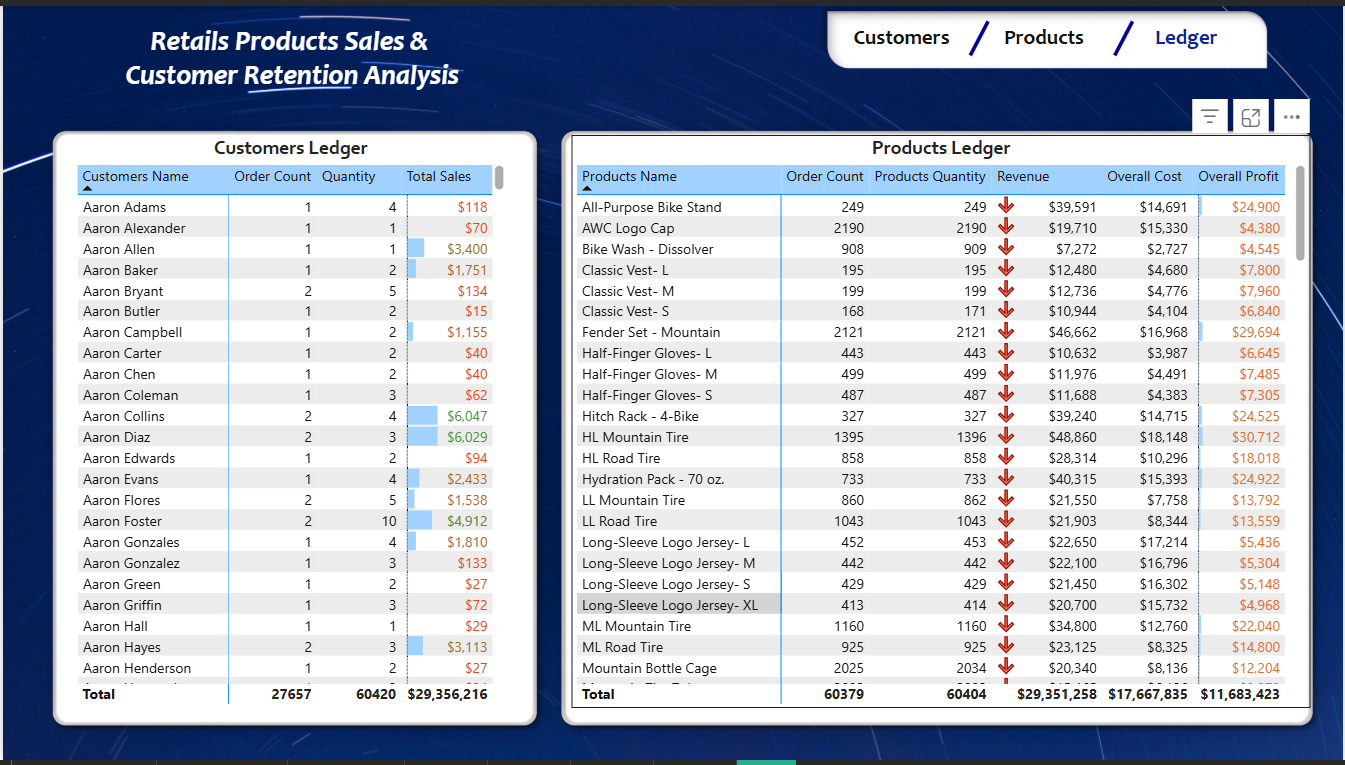 Retails Products Sales &
Customer Retention Analysis
Customers / Products / Ledger
Customers Ledger
Customers Name Order Count Quantity Total Sales
Aaron Adams 1 4 $118
Aaron Alexander 1 1 $70
Aaron Allen 1 1 $3,400
Aaron Baker 1 2 $1,751
Aaron Bryant 2 5 $134
Aaron Butler 1 2 $15
Aaron Campbell 1 2 $1,155
Aaron Carter 1 2 $40
Aaron Chen 1 2 $40
Aaron Coleman 1 3 $62
Aaron Collins 2 4 $6,047
Aaron Diaz 2 3 $6,029
Aaron Edwards 1 2 $94
Aaron Evans 1 4 $2,433
Aaron Flores 2 5 $1,538
Aaron Foster 2 10 $4,912
Aaron Gonzales 1 4 $1,810
Aaron Gonzalez 1 3 $133
Aaron Green 1 2 $27
Aaron Griffin 1 3 $72
Aaron Hall 1 1 $29
Aaron Hayes 2 3 $3,113
Aaron Henderson 1 2 $27
Total 27657 60420 $29,356,216
Products Ledger
Products Name Order Count Products Quantity Revenue Overall Cost Overall Profit
All-Purpose Bike Stand 249 249 $39,591 $14,691 $24,900
AWC Logo Cap 2190 2190 $19,710 $15,330 $4,380
Bike Wash - Dissolver 908 909 $7,272 $2,727 $4,545
Classic Vest- L 195 195 $12,480 $4,680 $7,800
Classic Vest- M 199 199 $12,736 $4,776 $7,960
Classic Vest- S 168 171 $10,944 $4,104 $6,840
Fender Set - Mountain 2121 2121 $46,662 $16,968 $29,694
Half-Finger Gloves- L 443 443 $10,632 $3,987 $6,645
Half-Finger Gloves- M 499 499 $11,976 $4,491 $7,485
Half-Finger Gloves- S 487 487 $11,688 $4,383 $7,305
Hitch Rack - 4-Bike 327 327 $39,240 $14,715 $24,525
HL Mountain Tire 1395 1396 $48,860 $18,148 $30,712
HL Road Tire 858 858 $28,314 $10,296 $18,018
Hydration Pack - 70 oz. 733 733 $40,315 $15,393 $24,922
LL Mountain Tire 860 862 $21,550 $7,758 $13,792
LL Road Tire 1043 1043 $21,903 $8,344 $13,559
Long-Sleeve Logo Jersey- L 452 453 $22,650 $17,214 $5,436
Long-Sleeve Logo Jersey- M 442 442 $22,100 $16,796 $5,304
Long-Sleeve Logo Jersey- S 429 429 $21,450 $16,302 $5,148
Long-Sleeve Logo Jersey- XL 413 414 $20,700 $15,732 $4,968
ML Mountain Tire 1160 1160 $34,800 $12,760 $22,040
ML Road Tire 925 925 $23,125 $8,325 $14,800
Mountain Bottle Cage 2025 2034 $20,340 $8,136 $12,204
Total 60379 60404 $29,351,258 $17,667,835 $11,683,423